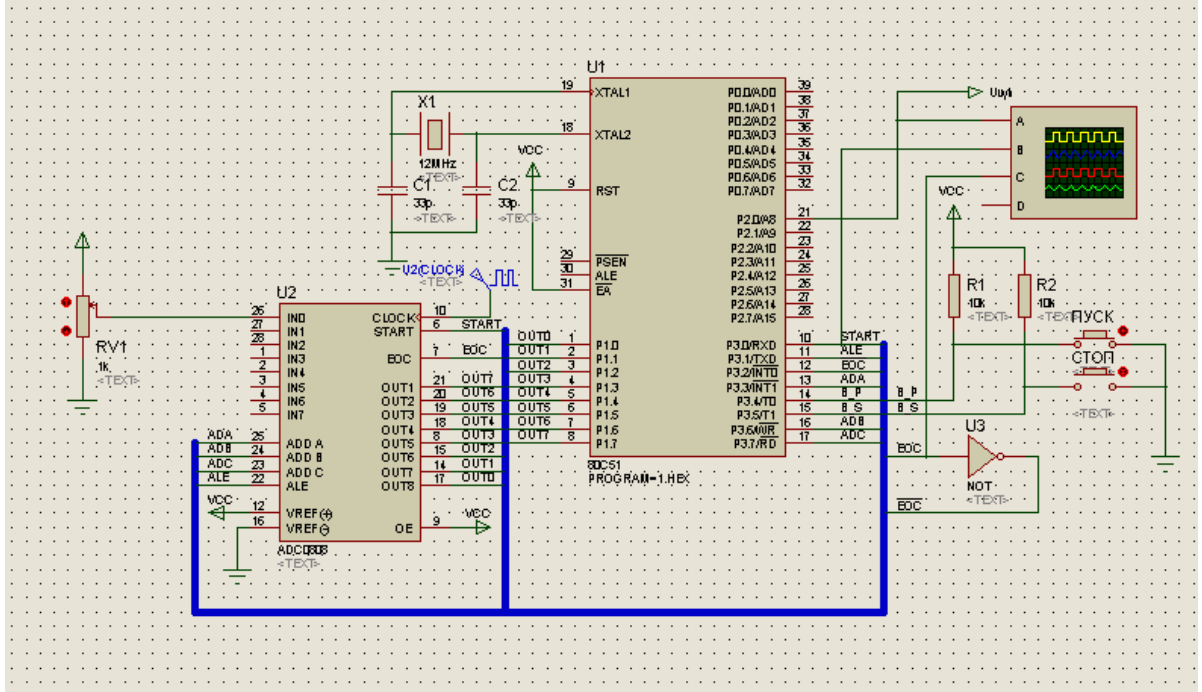 U1
19
XTAL1
18
XTAL2
9
RST
29
PSEN
30
ALE
31
EA
1
P1.0
2
P1.1
3
P1.2
4
P1.3
5
P1.4
6
P1.5
7
P1.6
8
P1.7
P0.0/AD0
39
P0.1/AD1
38
P0.2/AD2
37
P0.3/AD3
36
P0.4/AD4
35
P0.5/AD5
34
P0.6/AD6
33
P0.7/AD7
32
P2.0/A8
21
P2.1/A9
22
P2.2/A10
23
P2.3/A11
24
P2.4/A12
25
P2.5/A13
26
P2.6/A14
27
P2.7/A15
28
P3.0/RXD
10
START
P3.1/TXD
11
ALE
P3.2/INT0
12
EOC
P3.3/INT1
13
ADA
P3.4/T0
14
B_P
B_P
P3.5/T1
15
B_S
B_S
P3.6/WR
16
ADB
P3.7/RD
17
ADC
80C51
PROGRAM-1.HEX
X1
12MHz
<TEXT>
C1
33p
<TEXT>
C2
33p
<TEXT>
VCC
U2(CLOCK)
<TEXT>
RV1
1k
<TEXT>
U2
26
IN0
27
IN1
28
IN2
1
IN3
2
IN4
3
IN5
4
IN6
5
IN7
ADA
25
ADD A
ADB
24
ADD B
ADC
23
ADD C
ALE
22
ALE
VCC
12
VREF(+)
16
VREF(-)
CLOCK
10
START
6
START
EOC
7
EOC
OUT1
21
OUT7
OUT2
20
OUT6
OUT3
19
OUT5
OUT4
18
OUT4
OUT5
8
OUT3
OUT6
15
OUT2
OUT7
14
OUT1
OUT8
17
OUT0
OE
9
VCC
ADC0808
<TEXT>
OUT0
OUT1
OUT2
OUT3
OUT4
OUT5
OUT6
OUT7
A
B
C
D
VCC
R1
10k
<TEXT>
R2
10k
<TEXT>
ПУСК
СТОП
<TEXT>
U3
NOT
<TEXT>
EOC
EOC